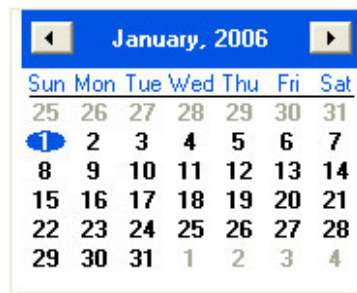 January, 2006
Sun Mon Tue Wed Thu Fri Sat
25 26 27 28 29 30 31
1 2 3 4 5 6 7
8 9 10 11 12 13 14
15 16 17 18 19 20 21
22 23 24 25 26 27 28
29 30 31 1 2 3 4